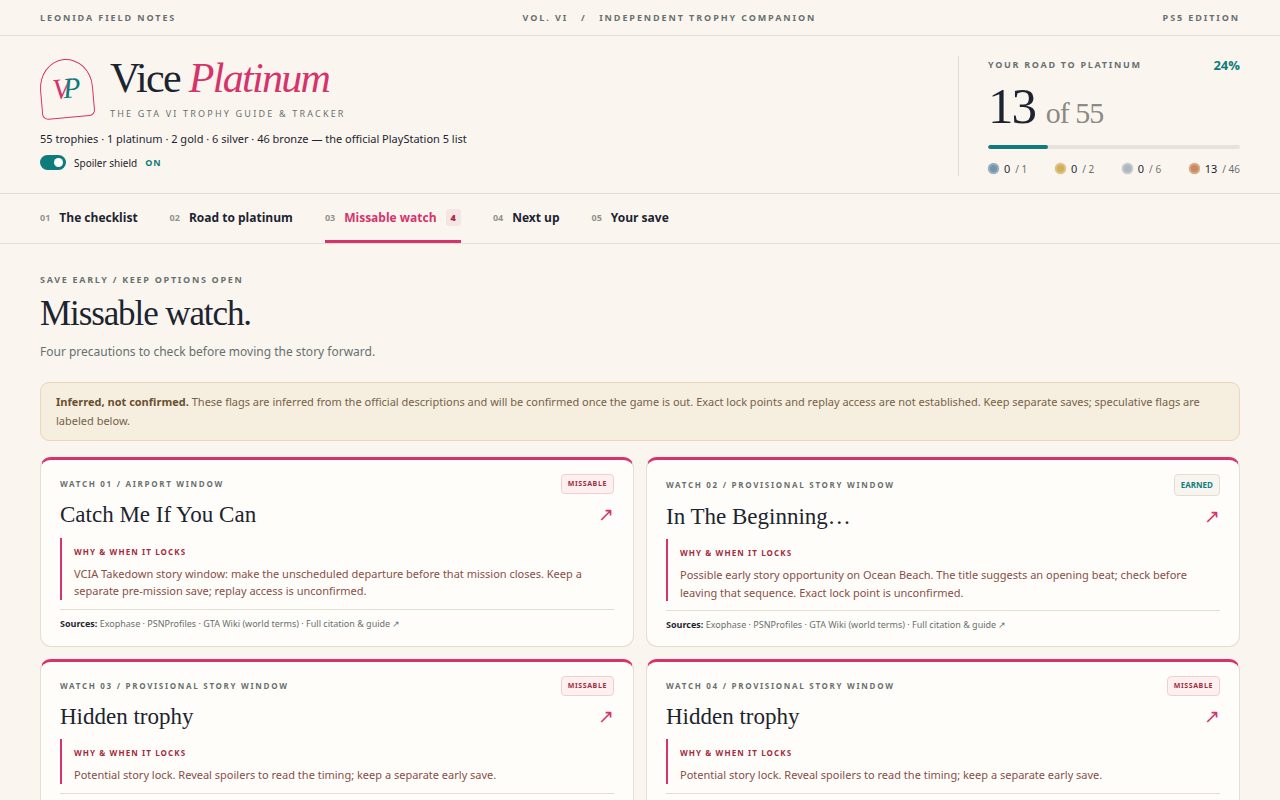 LEONIDA FIELD NOTES
VOL. VI / INDEPENDENT TROPHY COMPANION
PS5 EDITION
VP
Vice Platinum
THE GTA VI TROPHY GUIDE & TRACKER
55 trophies · 1 platinum · 2 gold · 6 silver · 46 bronze — the official PlayStation 5 list
Spoiler shield ON
YOUR ROAD TO PLATINUM 24%
13 of 55
0 / 1 0 / 2 0 / 6 13 / 46
01 The checklist 02 Road to platinum 03 Missable watch 4 04 Next up 05 Your save
SAVE EARLY / KEEP OPTIONS OPEN
Missable watch.
Four precautions to check before moving the story forward.
Inferred, not confirmed. These flags are inferred from the official descriptions and will be confirmed once the game is out. Exact lock points and replay access are not established. Keep separate saves; speculative flags are
labeled below.
WATCH 01 / AIRPORT WINDOW MISSABLE
Catch Me If You Can ↗
WHY & WHEN IT LOCKS
VCIA Takedown story window: make the unscheduled departure before that mission closes. Keep a
separate pre-mission save; replay access is unconfirmed.
Sources: Exophase · PSNProfiles · GTA Wiki (world terms) · Full citation & guide ↗
WATCH 02 / PROVISIONAL STORY WINDOW EARNED
In The Beginning… ↗
WHY & WHEN IT LOCKS
Possible early story opportunity on Ocean Beach. The title suggests an opening beat; check before
leaving that sequence. Exact lock point is unconfirmed.
Sources: Exophase · PSNProfiles · GTA Wiki (world terms) · Full citation & guide ↗
WATCH 03 / PROVISIONAL STORY WINDOW MISSABLE
Hidden trophy ↗
WHY & WHEN IT LOCKS
Potential story lock. Reveal spoilers to read the timing; keep a separate early save.
WATCH 04 / PROVISIONAL STORY WINDOW MISSABLE
Hidden trophy ↗
WHY & WHEN IT LOCKS
Potential story lock. Reveal spoilers to read the timing; keep a separate early save.